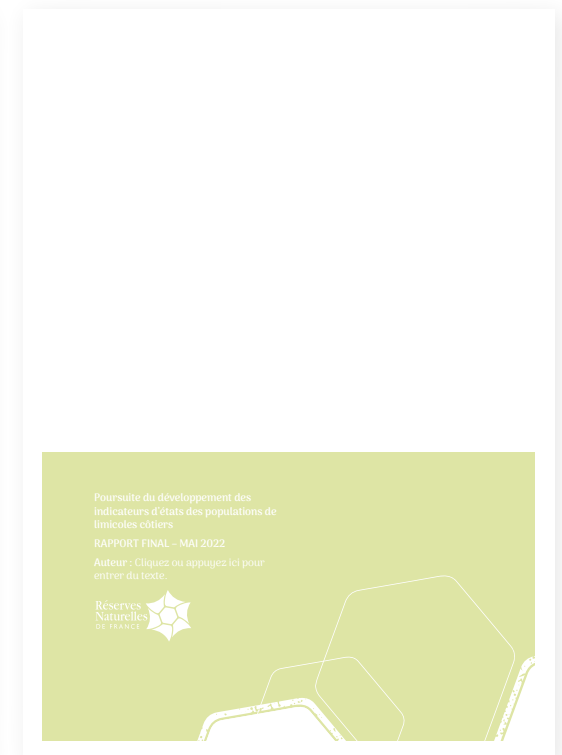 Poursuite du développement des
indicateurs d'états des populations de
limicoles côtiers
RAPPORT FINAL – MAI 2022
Auteur : Cliquez ou appuyez ici pour
entrer du texte.
Réserves
Naturelles
DE FRANCE